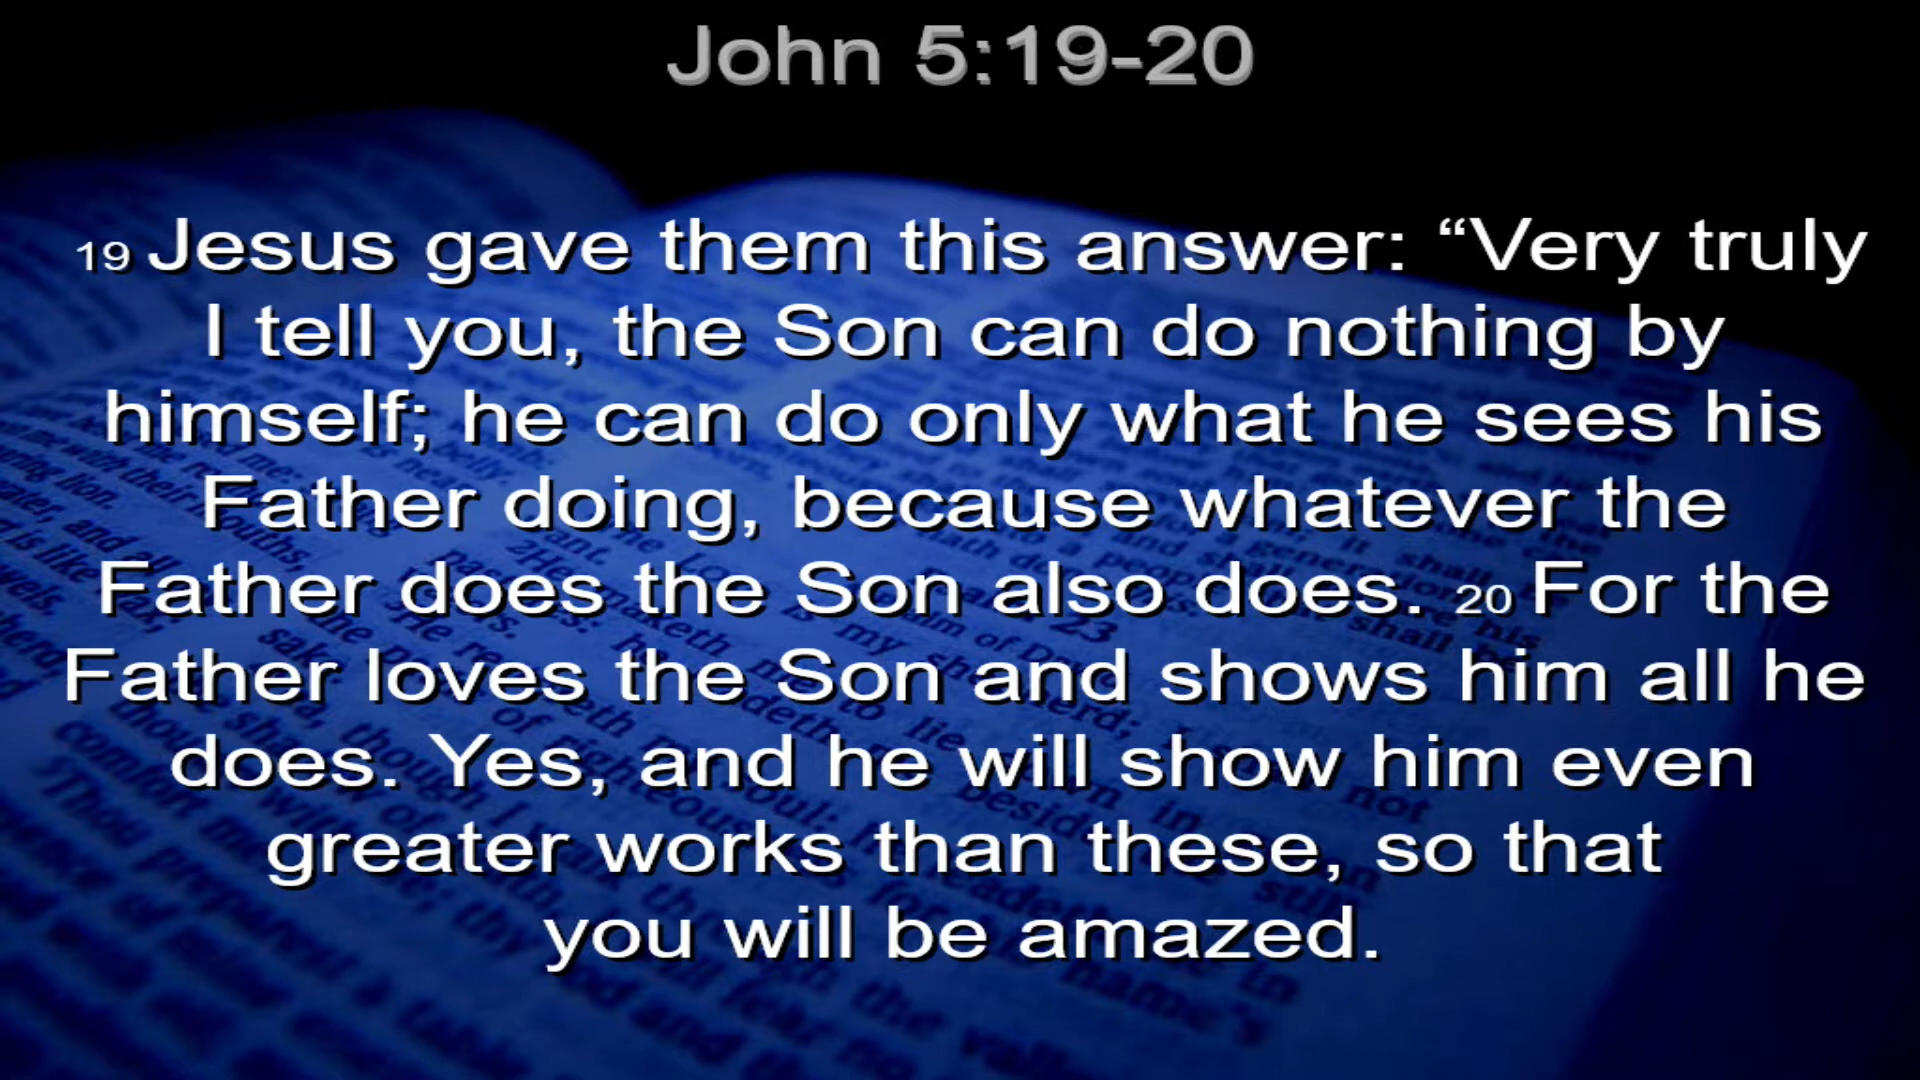 John 5:19-20
19 Jesus gave them this answer: “Very truly
I tell you, the Son can do nothing by
himself; he can do only what he sees his
Father doing, because whatever the
Father does the Son also does. 20 For the
Father loves the Son and shows him all he
does. Yes, and he will show him even
greater works than these, so that
you will be amazed.